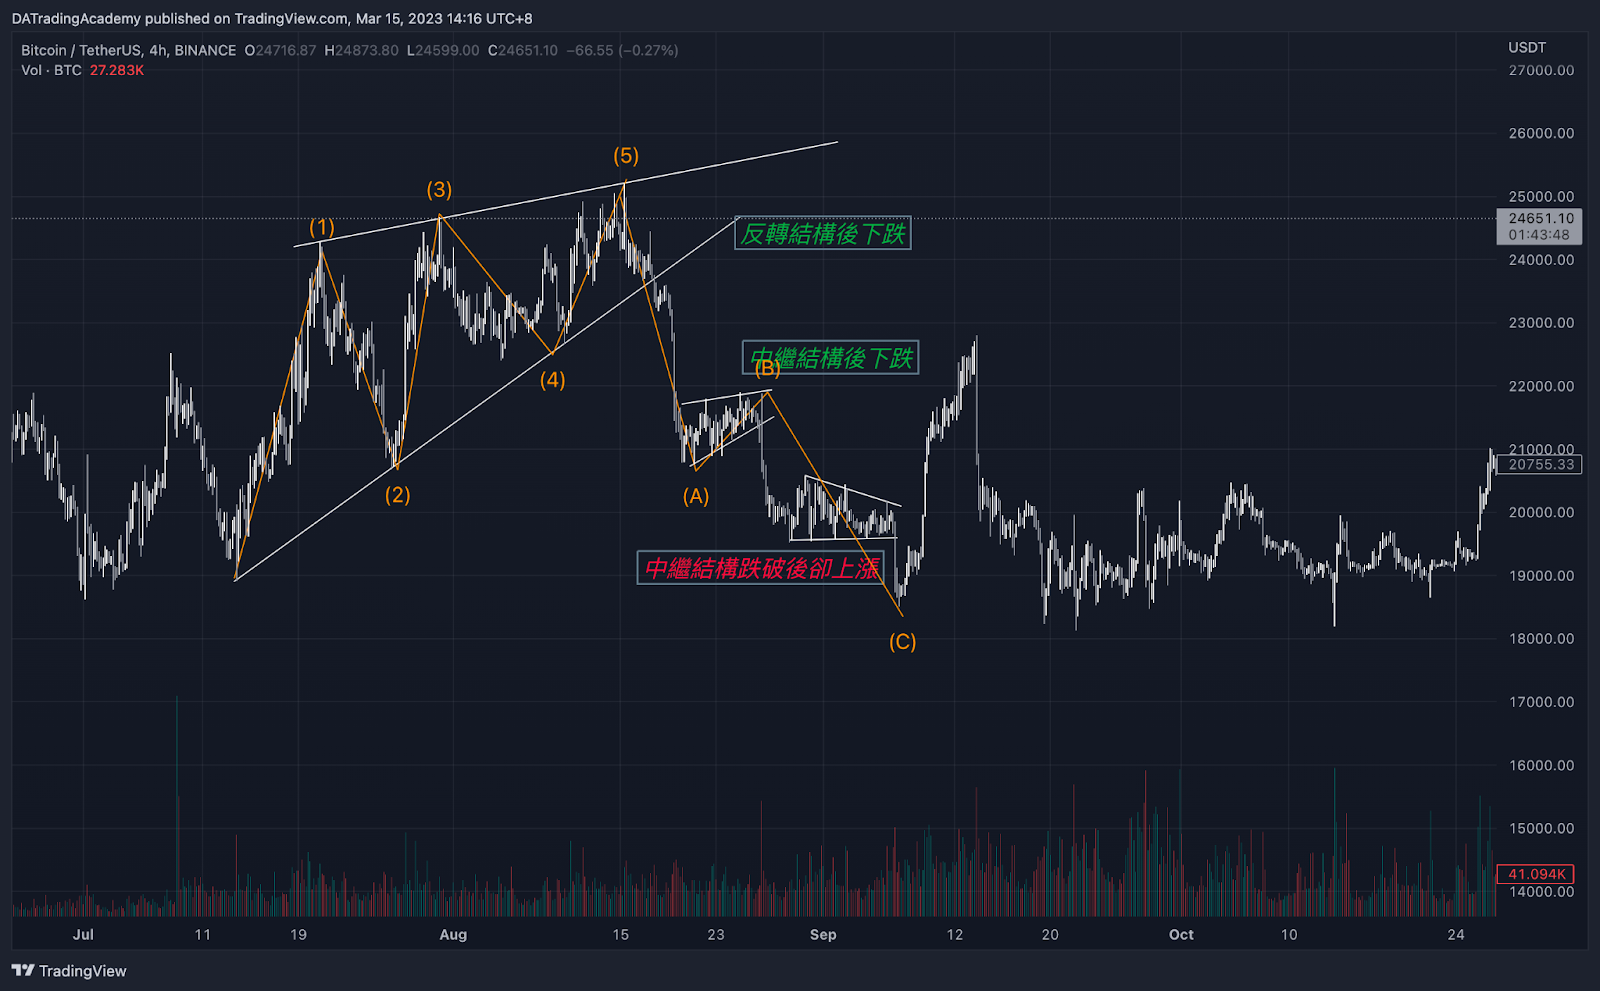 DATradingAcademy published on TradingView.com, Mar 15, 2023 14:16 UTC+8
Bitcoin / TetherUS, 4h, BINANCE O24716.87 H24873.80 L24599.00 C24651.10 −66.55 (−0.27%)
Vol · BTC 27.283K
USDT
27000.00
26000.00
(5)
(3)
25000.00
(1)
24651.10
01:43:48
反轉結構後下跌
24000.00
23000.00
中繼結構後下跌
(B)
(4)
22000.00
21000.00
20755.33
(2)
(A)
20000.00
中繼結構跌破後卻上漲
19000.00
(C)
18000.00
17000.00
16000.00
15000.00
41.094K
14000.00
Jul 11 19 Aug 15 23 Sep 12 20 Oct 10 24
TradingView